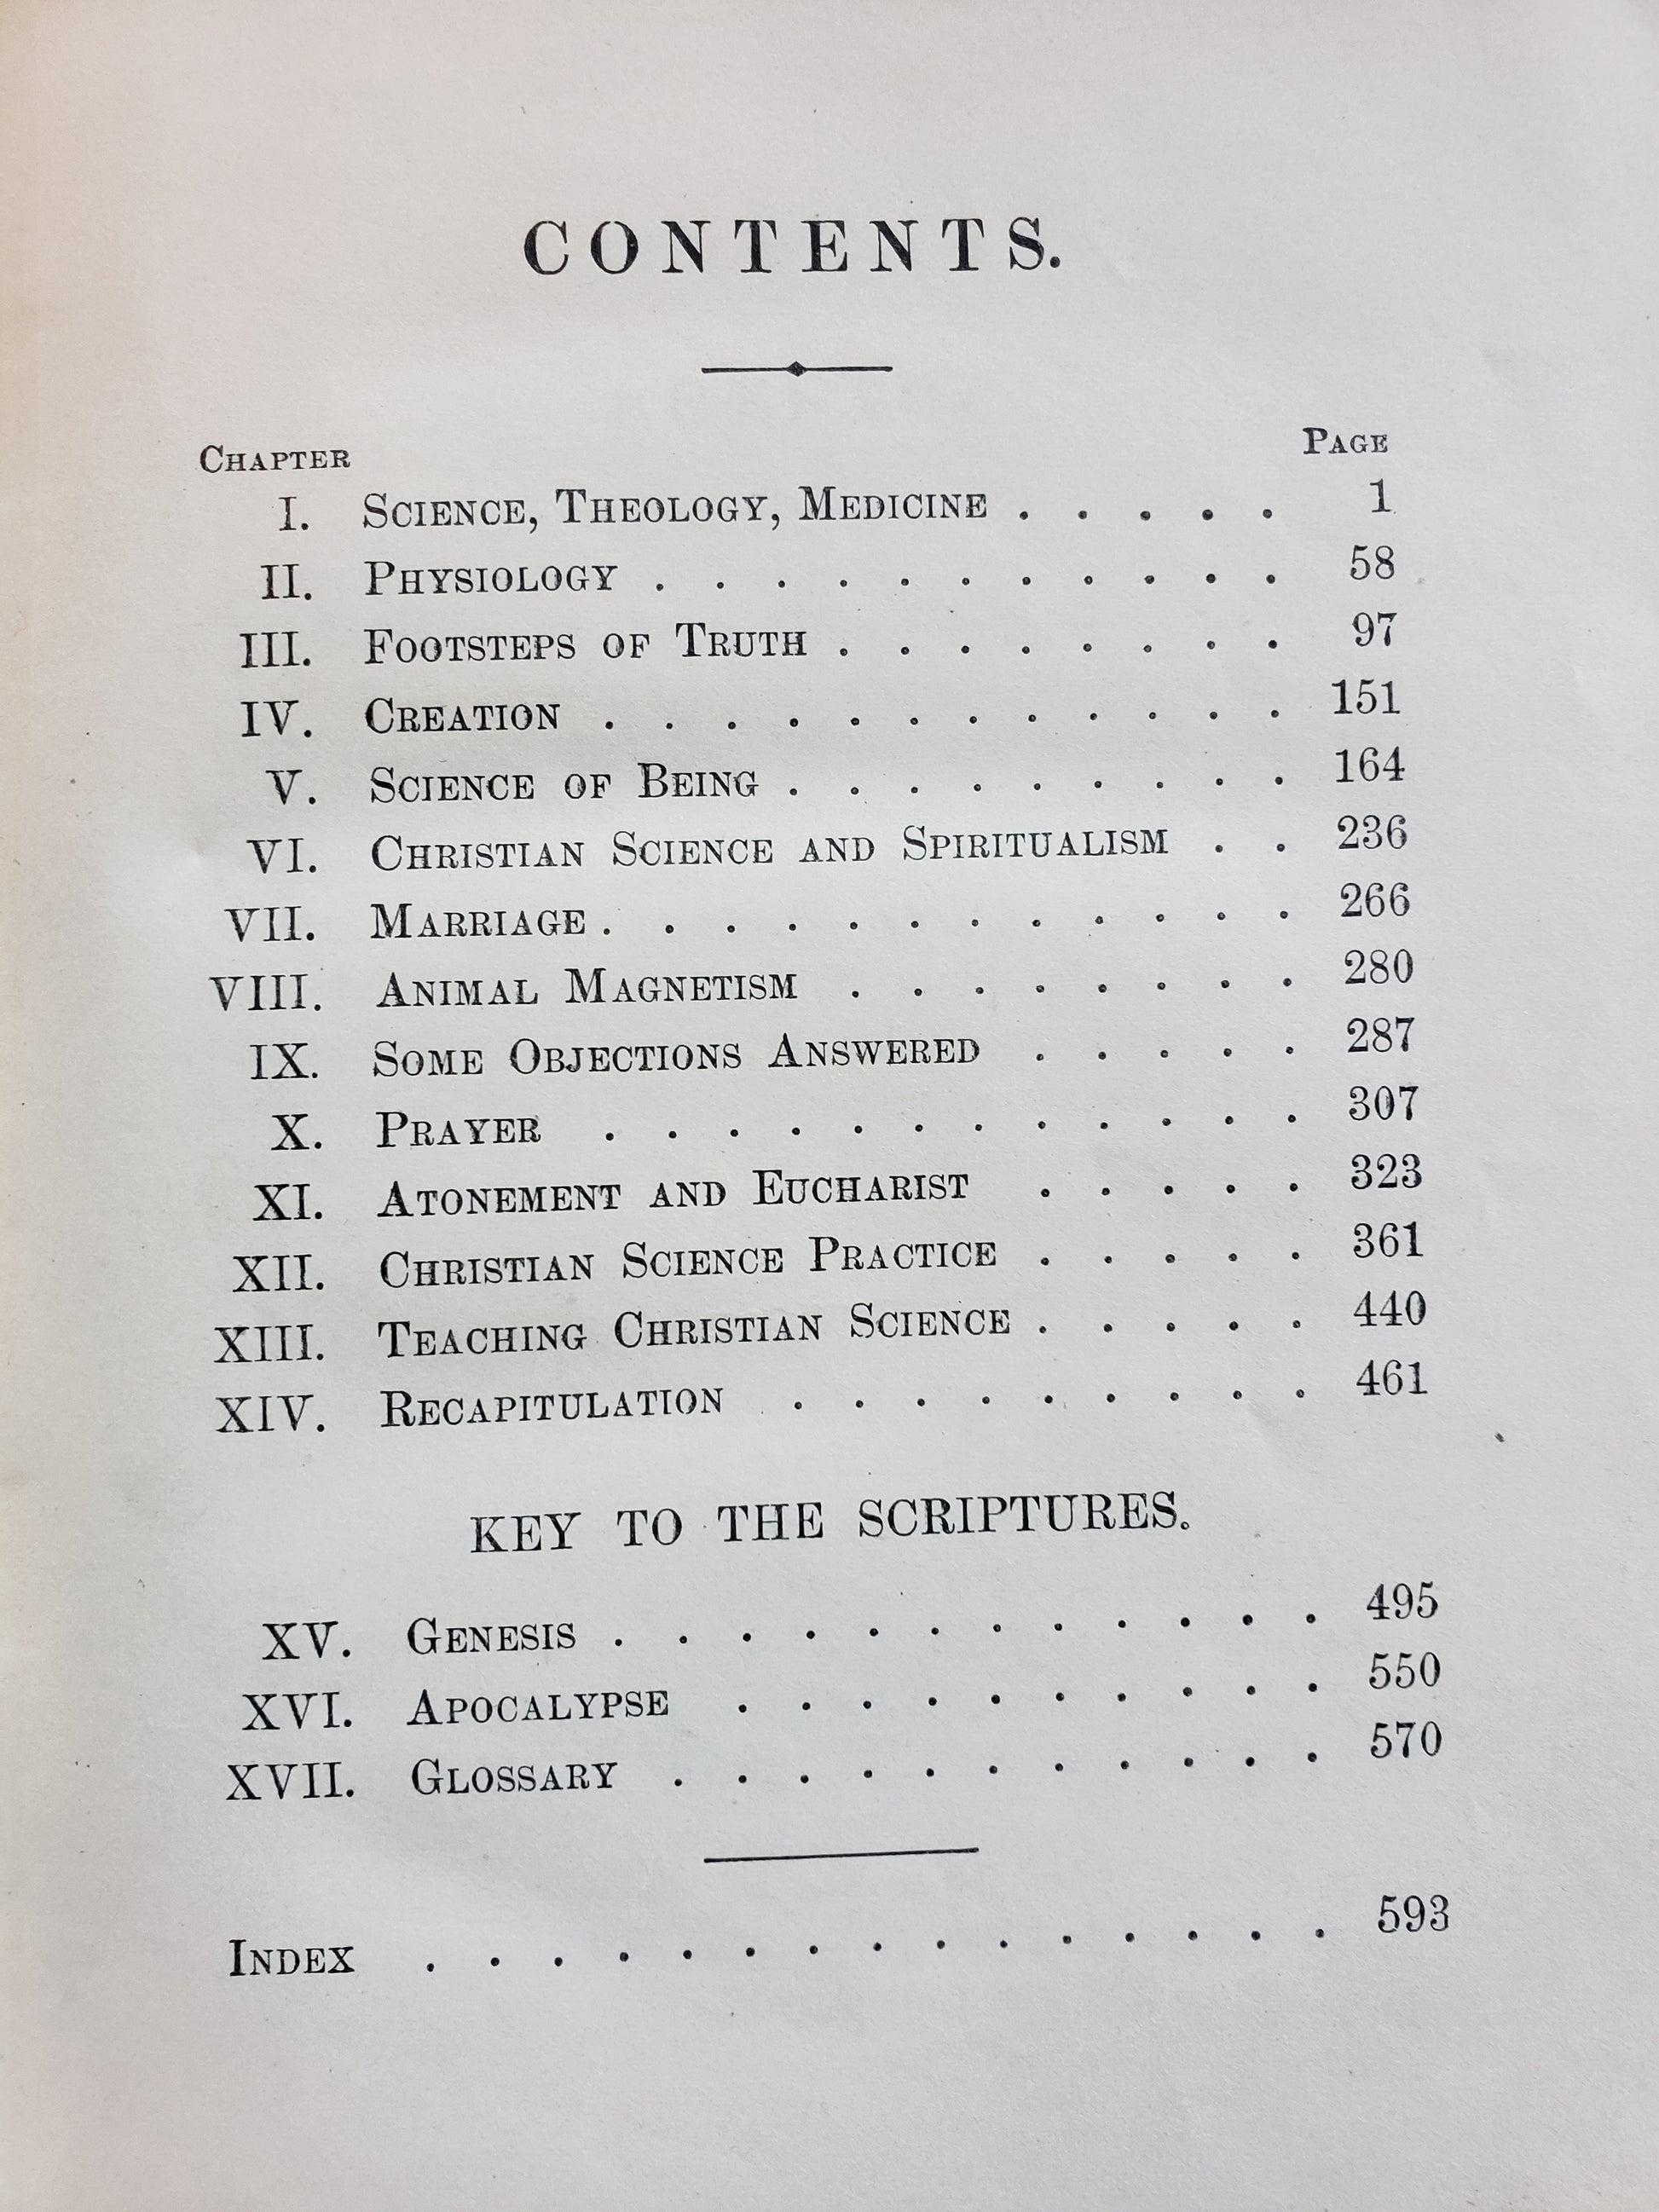 CONTENTS.
CHAPTER PAGE
I. SCIENCE, THEOLOGY, MEDICINE . . . . . 1
II. PHYSIOLOGY . . . . . . . . . . . 58
III. FOOTSTEPS OF TRUTH . . . . . . . . 97
IV. CREATION . . . . . . . . . . . . 151
V. SCIENCE OF BEING . . . . . . . . . 164
VI. CHRISTIAN SCIENCE AND SPIRITUALISM . . 236
VII. MARRIAGE . . . . . . . . . . . . 266
VIII. ANIMAL MAGNETISM . . . . . . . . 280
IX. SOME OBJECTIONS ANSWERED . . . . . 287
X. PRAYER . . . . . . . . . . . . 307
XI. ATONEMENT AND EUCHARIST . . . . . 323
XII. CHRISTIAN SCIENCE PRACTICE . . . . . 361
XIII. TEACHING CHRISTIAN SCIENCE . . . . . 440
XIV. RECAPITULATION . . . . . . . . . 461
KEY TO THE SCRIPTURES.
XV. GENESIS . . . . . . . . . . . . 495
XVI. APOCALYPSE . . . . . . . . . . 550
XVII. GLOSSARY . . . . . . . . . . . 570
INDEX . . . . . . . . . . . . . . . 593